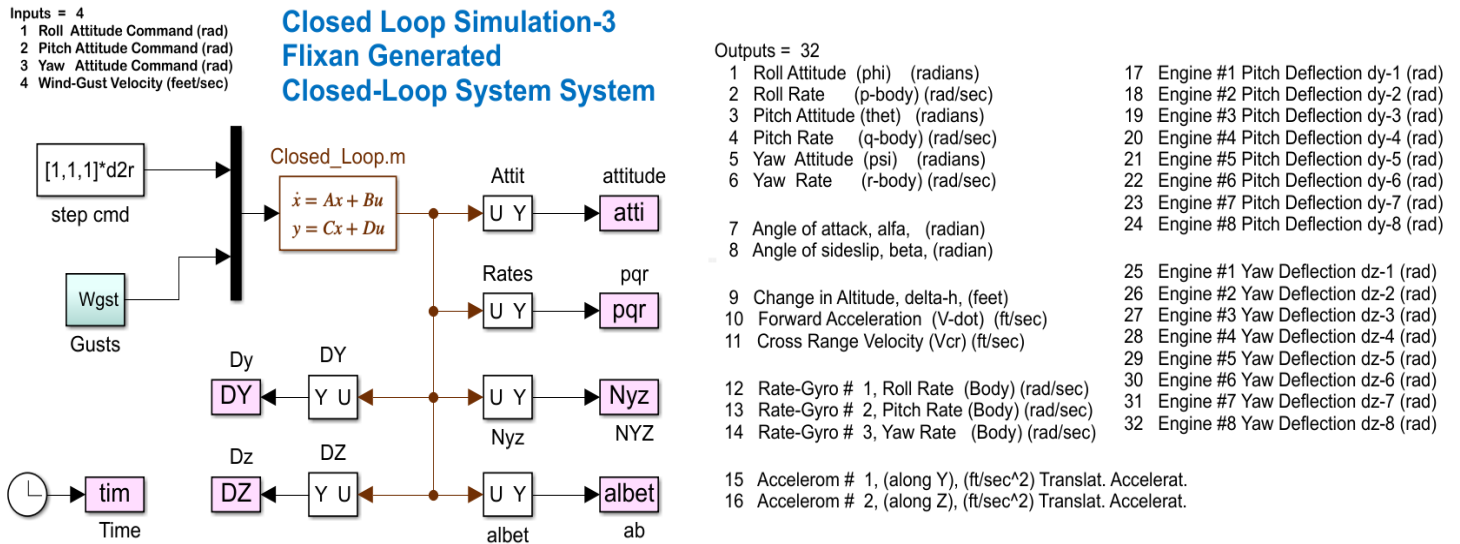 Inputs = 4
1 Roll Attitude Command (rad)
2 Pitch Attitude Command (rad)
3 Yaw Attitude Command (rad)
4 Wind-Gust Velocity (feet/sec)
Closed Loop Simulation-3
Flixan Generated
Closed-Loop System System
[1,1,1]*d2r
step cmd
Wgst
Gusts
Closed_Loop.m
ẋ = Ax + Bu
y = Cx + Du
Attit
U Y
attitude
atti
Rates
U Y
pqr
pqr
Dy
DY
DY
Y U
U Y
Nyz
Nyz
NYZ
Dz
DZ
DZ
Y U
U Y
albet
albet
ab
tim
Time
Outputs = 32
1 Roll Attitude (phi) (radians)
2 Roll Rate (p-body) (rad/sec)
3 Pitch Attitude (thet) (radians)
4 Pitch Rate (q-body) (rad/sec)
5 Yaw Attitude (psi) (radians)
6 Yaw Rate (r-body) (rad/sec)
7 Angle of attack, alfa, (radian)
8 Angle of sideslip, beta, (radian)
9 Change in Altitude, delta-h, (feet)
10 Forward Acceleration (V-dot) (ft/sec)
11 Cross Range Velocity (Vcr) (ft/sec)
12 Rate-Gyro # 1, Roll Rate (Body) (rad/sec)
13 Rate-Gyro # 2, Pitch Rate (Body) (rad/sec)
14 Rate-Gyro # 3, Yaw Rate (Body) (rad/sec)
15 Accelerom # 1, (along Y), (ft/sec^2) Translat. Accelerat.
16 Accelerom # 2, (along Z), (ft/sec^2) Translat. Accelerat.
17 Engine #1 Pitch Deflection dy-1 (rad)
18 Engine #2 Pitch Deflection dy-2 (rad)
19 Engine #3 Pitch Deflection dy-3 (rad)
20 Engine #4 Pitch Deflection dy-4 (rad)
21 Engine #5 Pitch Deflection dy-5 (rad)
22 Engine #6 Pitch Deflection dy-6 (rad)
23 Engine #7 Pitch Deflection dy-7 (rad)
24 Engine #8 Pitch Deflection dy-8 (rad)
25 Engine #1 Yaw Deflection dz-1 (rad)
26 Engine #2 Yaw Deflection dz-2 (rad)
27 Engine #3 Yaw Deflection dz-3 (rad)
28 Engine #4 Yaw Deflection dz-4 (rad)
29 Engine #5 Yaw Deflection dz-5 (rad)
30 Engine #6 Yaw Deflection dz-6 (rad)
31 Engine #7 Yaw Deflection dz-7 (rad)
32 Engine #8 Yaw Deflection dz-8 (rad)